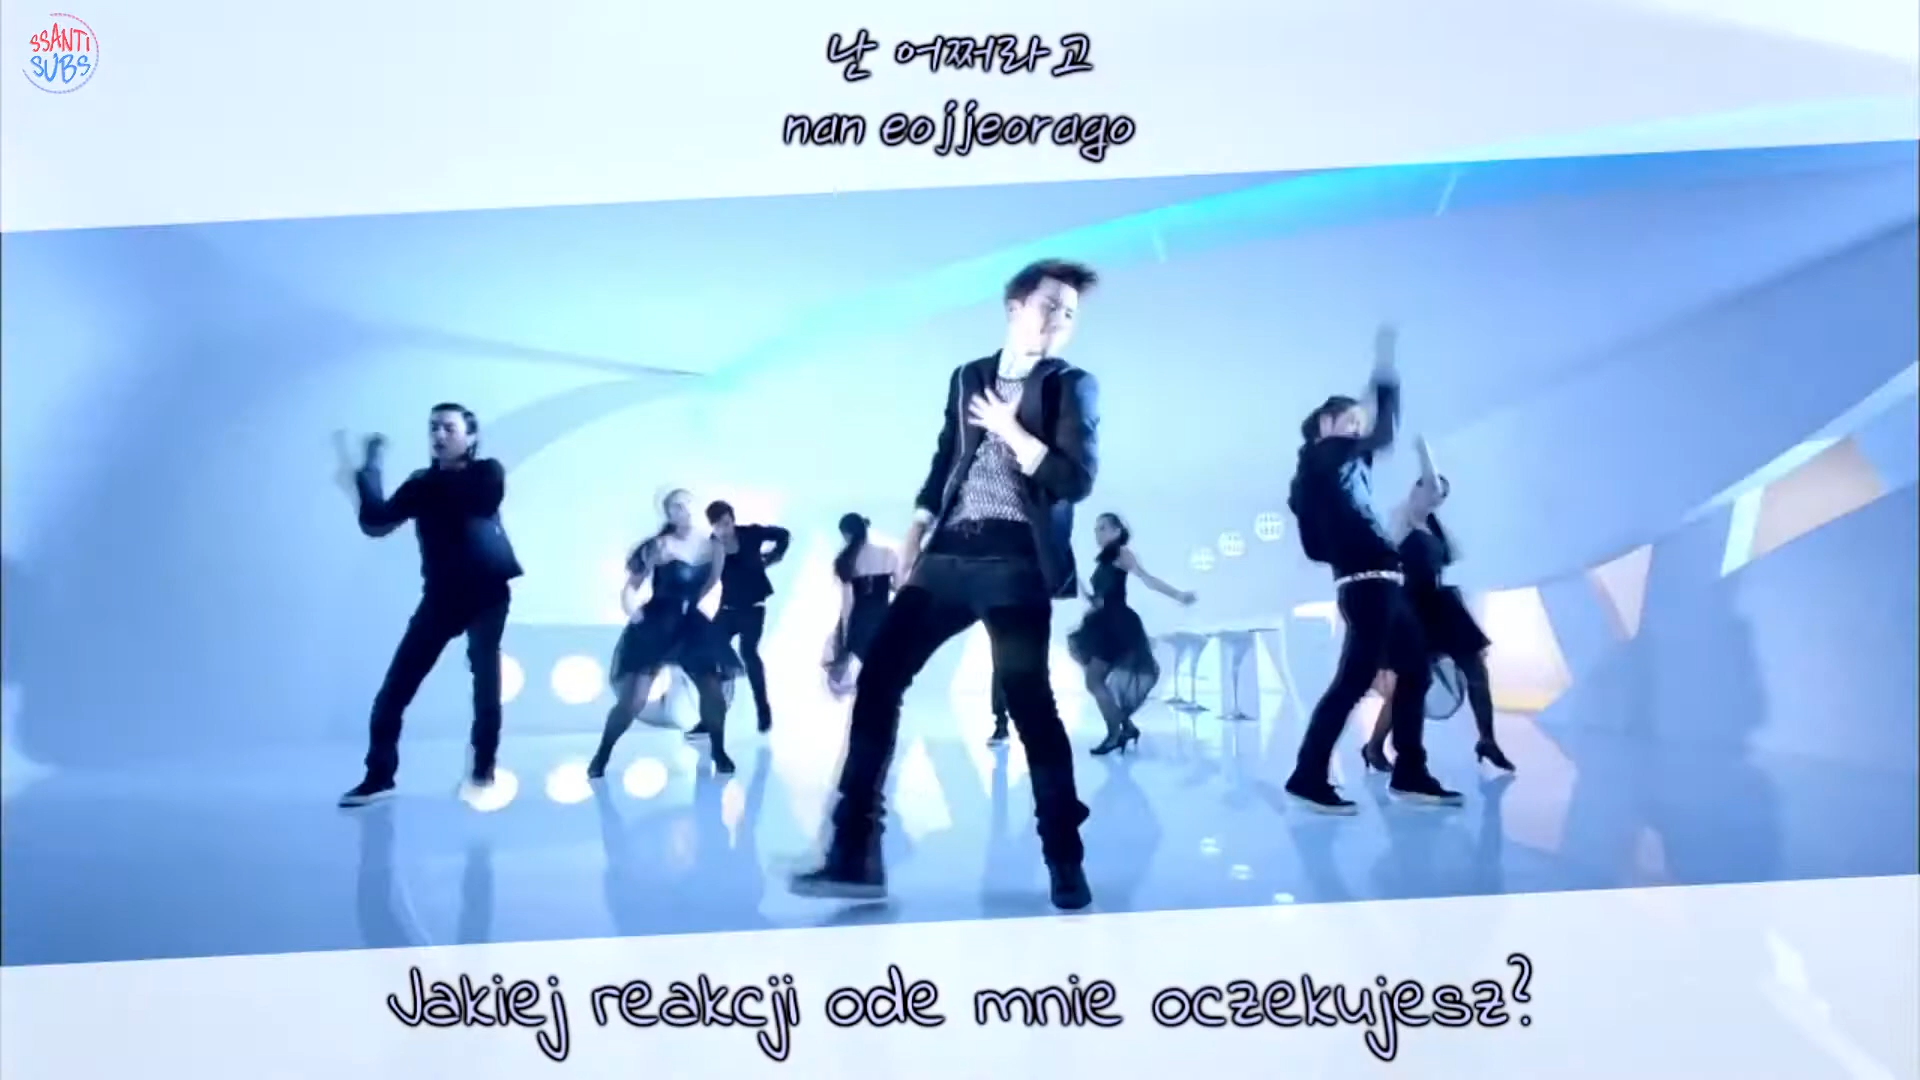 SSANTI
SUBS
난 어쩌라고
nan eojjeorago
Jakiej reakcji ode mnie oczekujesz?